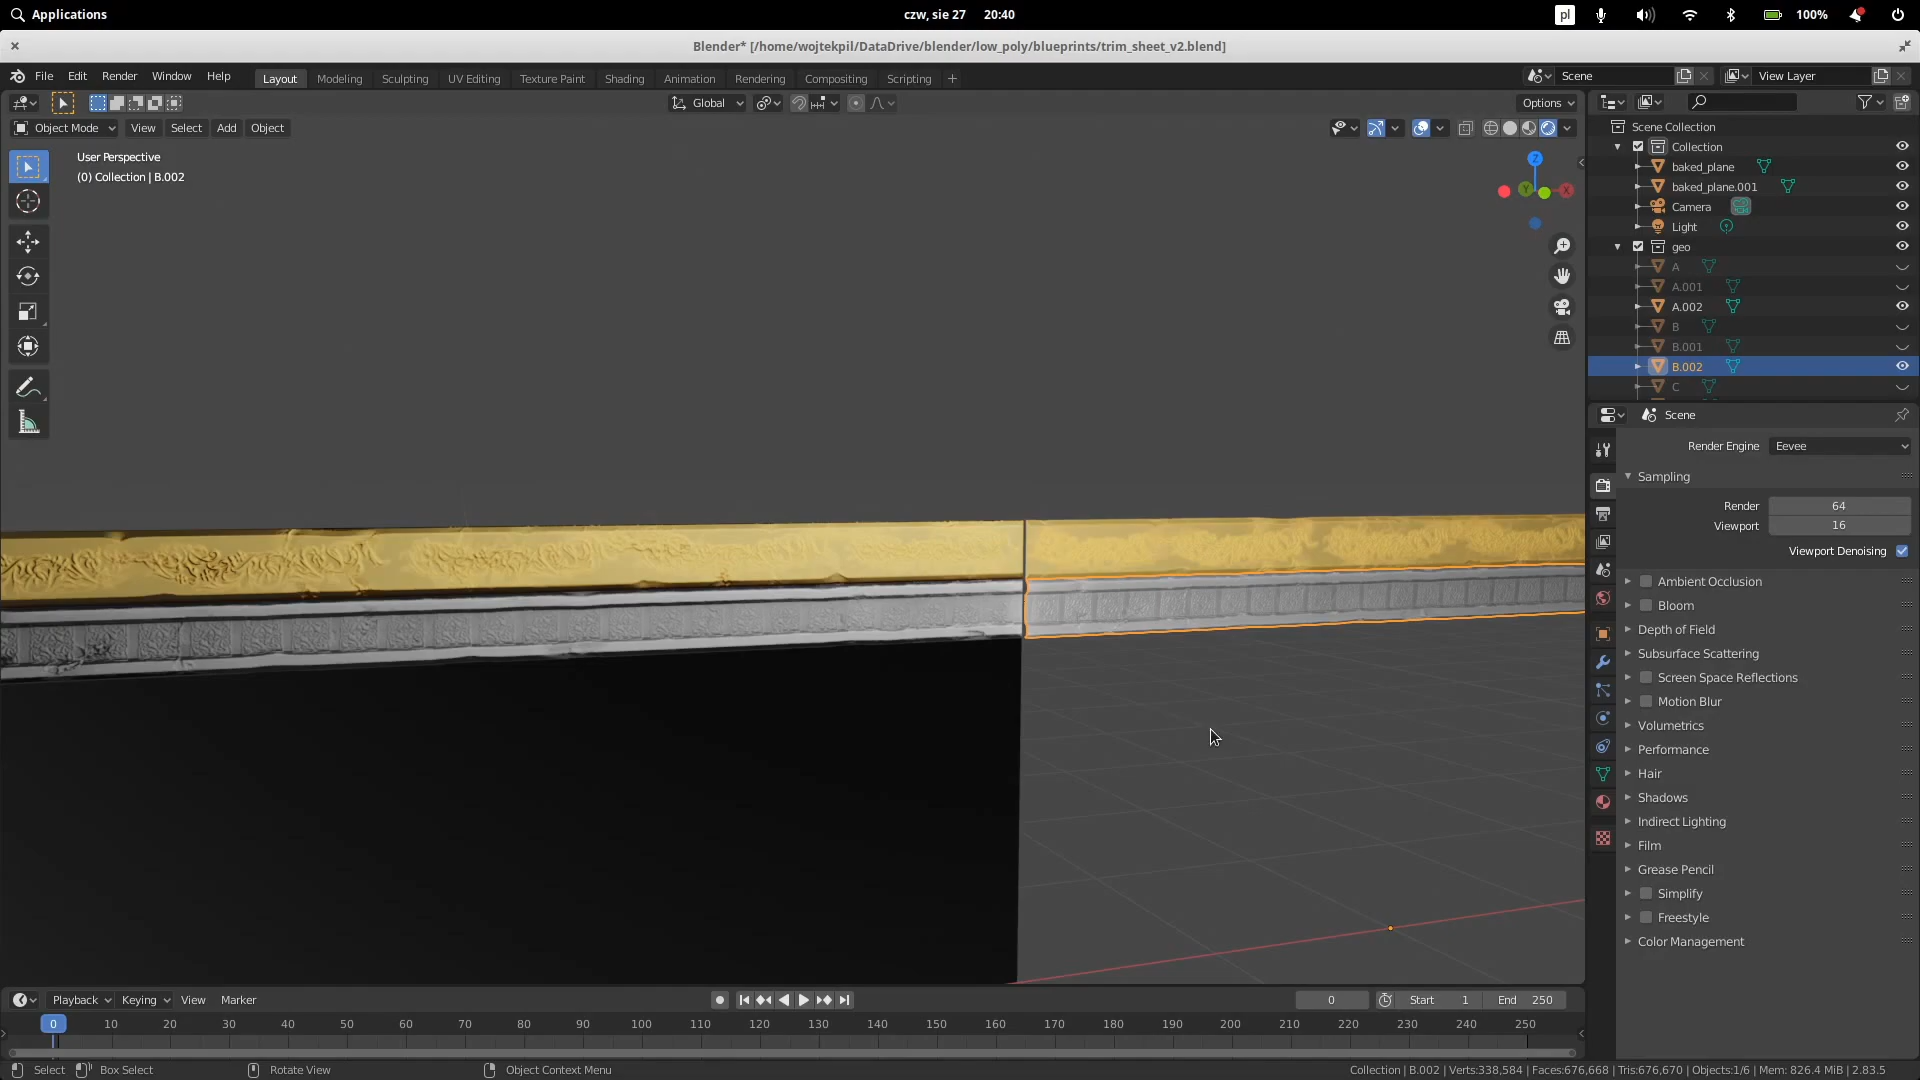 Applications
czw, sie 27 20:40
pl
100%
Blender* [/home/wojtekpil/DataDrive/blender/low_poly/blueprints/trim_sheet_v2.blend]
File Edit Render Window Help
Layout Modeling Sculpting UV Editing Texture Paint Shading Animation Rendering Compositing Scripting +
Scene
View Layer
Global
Options
Object Mode View Select Add Object
User Perspective
(0) Collection | B.002
Z
Y
X
Scene Collection
Collection
baked_plane
baked_plane.001
Camera
Light
geo
A
A.001
A.002
B
B.001
B.002
C
Scene
Render Engine Eevee
Sampling
Render 64
Viewport 16
Viewport Denoising
Ambient Occlusion
Bloom
Depth of Field
Subsurface Scattering
Screen Space Reflections
Motion Blur
Volumetrics
Performance
Hair
Shadows
Indirect Lighting
Film
Grease Pencil
Simplify
Freestyle
Color Management
Playback Keying View Marker
0 Start 1 End 250
0 10 20 30 40 50 60 70 80 90 100 110 120 130 140 150 160 170 180 190 200 210 220 230 240 250
Select Box Select Rotate View Object Context Menu
Collection | B.002 | Verts:338,584 | Faces:676,668 | Tris:676,670 | Objects:1/6 | Mem: 826.4 MiB | 2.83.5